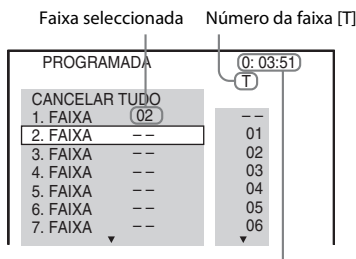 Faixa seleccionada Número da faixa [T]
PROGRAMADA 0: 03:51
T
CANCELAR TUDO
1. FAIXA 02 – –
2. FAIXA – – 01
3. FAIXA – – 02
4. FAIXA – – 03
5. FAIXA – – 04
6. FAIXA – – 05
7. FAIXA – – 06